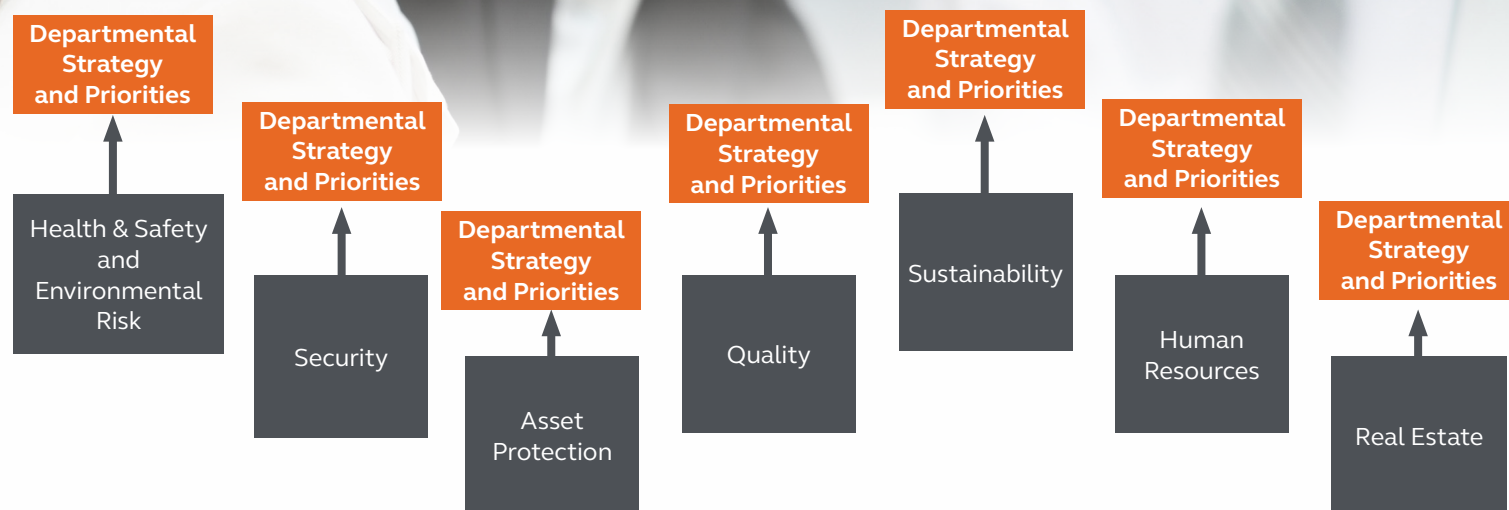 Departmental
Strategy
and Priorities
Health & Safety
and
Environmental
Risk
Departmental
Strategy
and Priorities
Security
Departmental
Strategy
and Priorities
Asset
Protection
Departmental
Strategy
and Priorities
Quality
Departmental
Strategy
and Priorities
Sustainability
Departmental
Strategy
and Priorities
Human
Resources
Departmental
Strategy
and Priorities
Real Estate